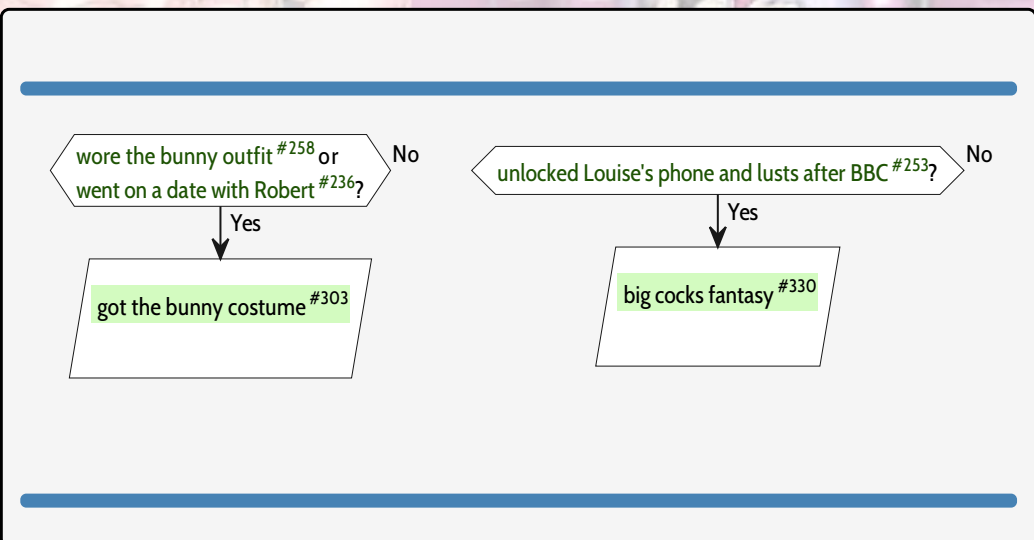 wore the bunny outfit #258 or
went on a date with Robert #236?
No
Yes
got the bunny costume #303
unlocked Louise's phone and lusts after BBC #253?
No
Yes
big cocks fantasy #330